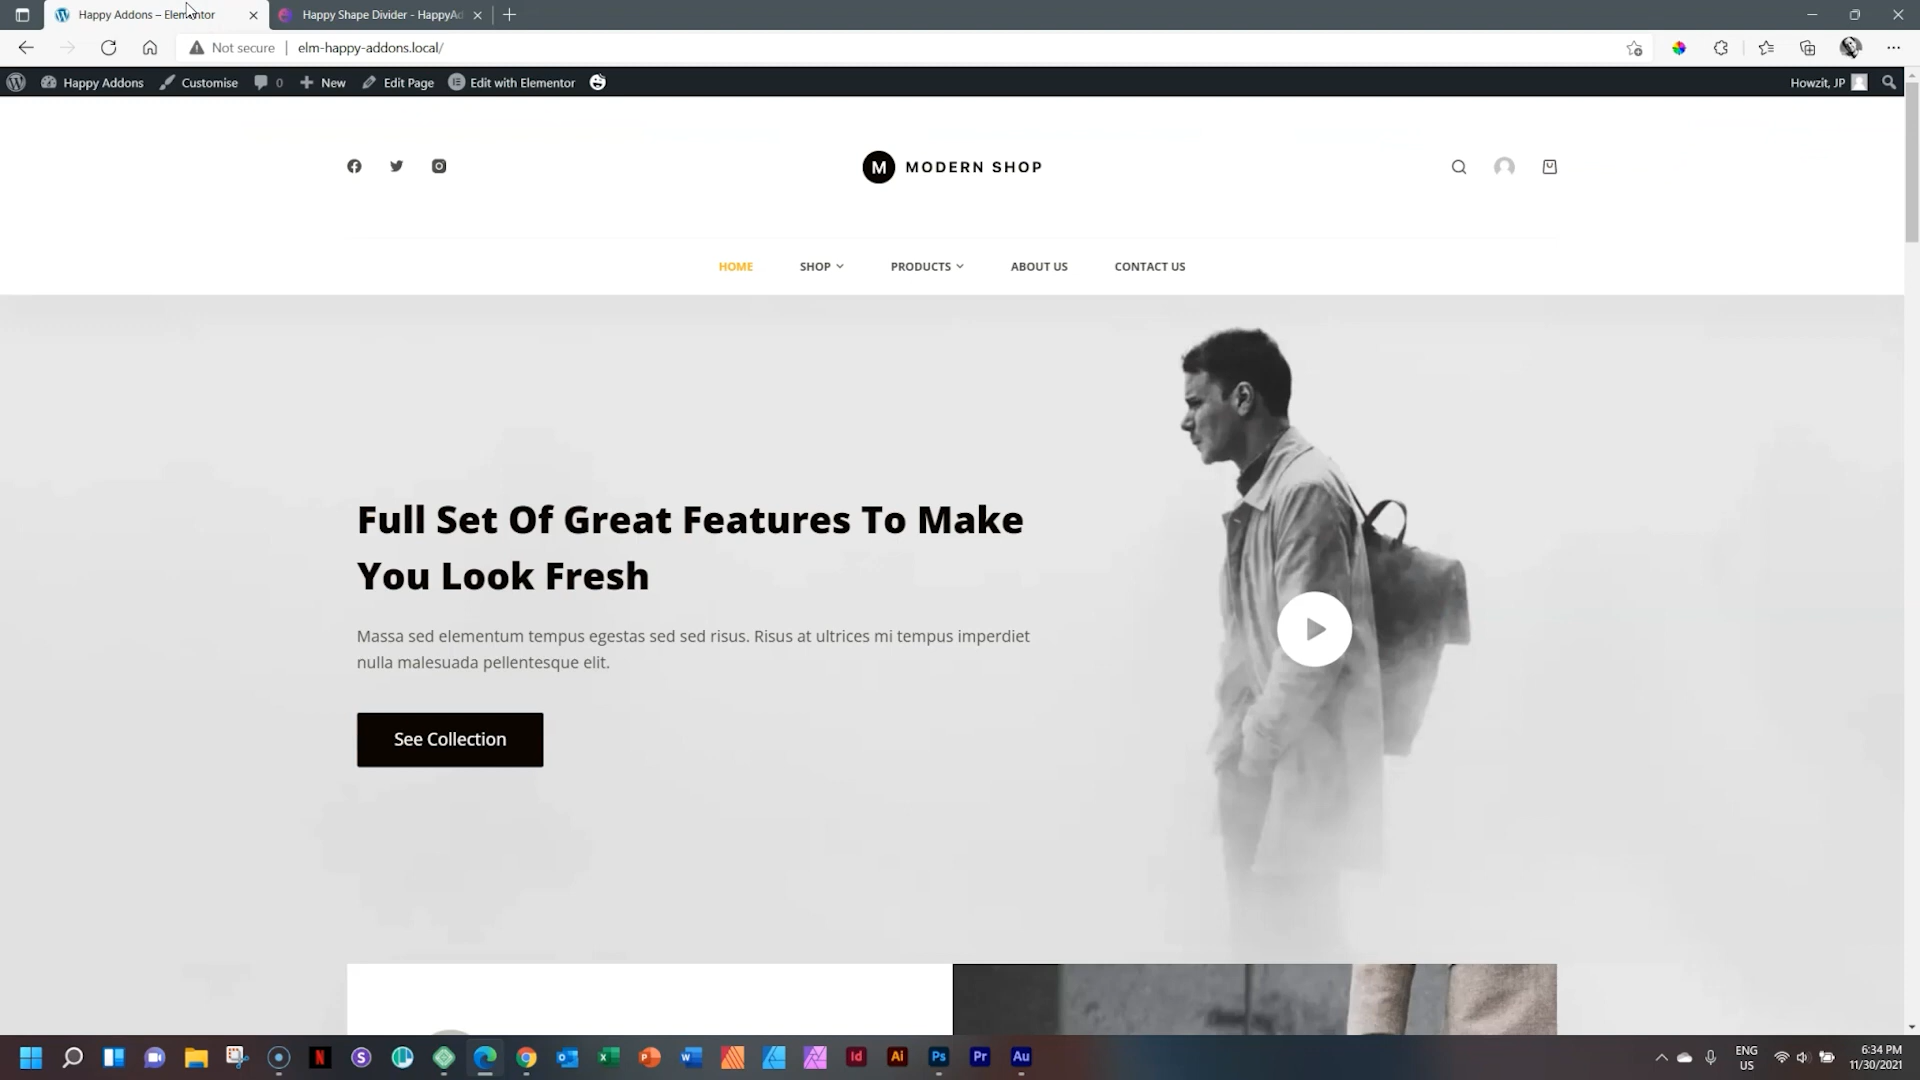 Happy Addons – Elementor
Happy Shape Divider - HappyAd
Not secure
elm-happy-addons.local/
Happy Addons
Customise
0
New
Edit Page
Edit with Elementor
Howzit, JP
M MODERN SHOP
HOME
SHOP
PRODUCTS
ABOUT US
CONTACT US
Full Set Of Great Features To Make
You Look Fresh
Massa sed elementum tempus egestas sed sed risus. Risus at ultrices mi tempus imperdiet
nulla malesuada pellentesque elit.
See Collection
N
S
Id
Ai
Ps
Pr
Au
ENG
US
6:34 PM
11/30/2021